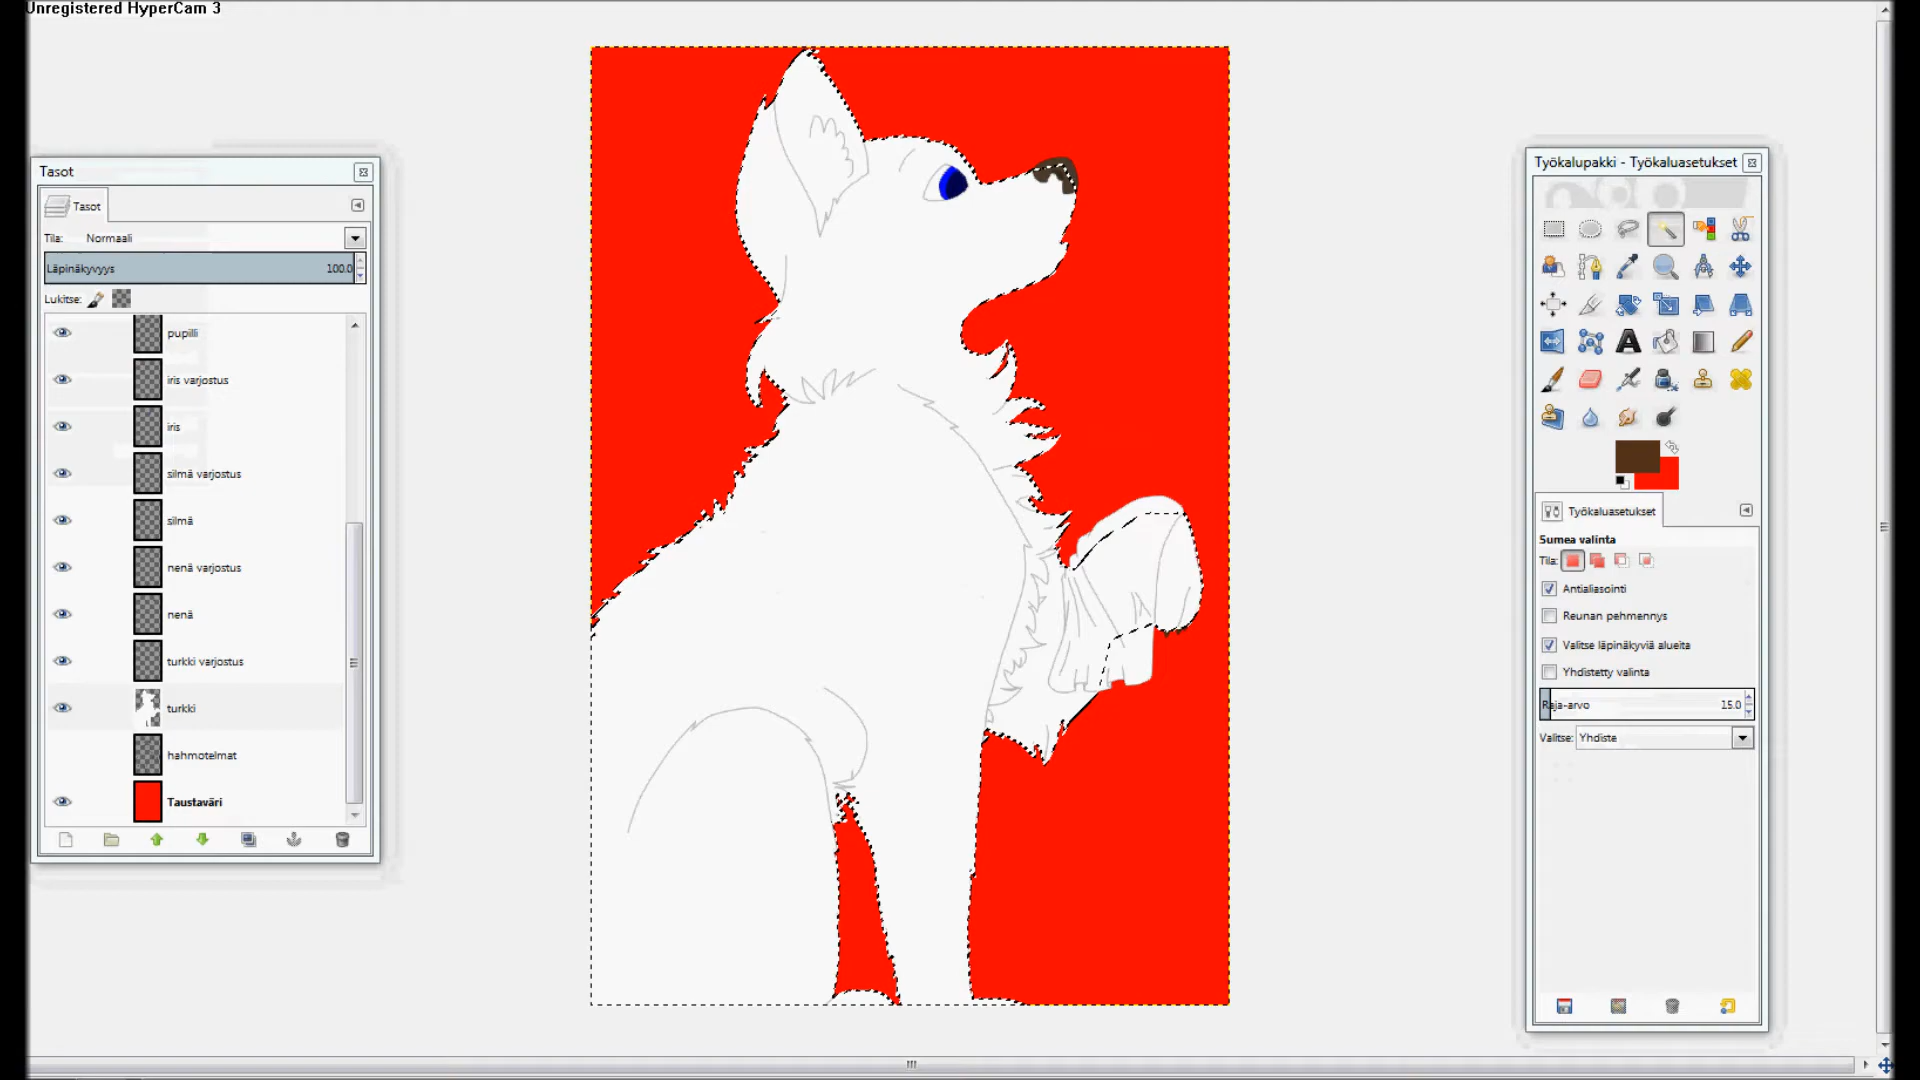 Unregistered HyperCam 3
Tasot
Tasot
Tila: Normaali
Läpinäkyvyys 100.0
Lukitse:
pupilli
iris varjostus
iris
silmä varjostus
silmä
nenä varjostus
nenä
turkki varjostus
turkki
hahmotelmat
Taustaväri
Työkalupakki - Työkaluasetukset
Työkaluasetukset
Sumea valinta
Tila:
Antialiasointi
Reunan pehmennys
Valitse läpinäkyviä alueita
Yhdistetty valinta
Raja-arvo 15.0
Valitse: Yhdiste